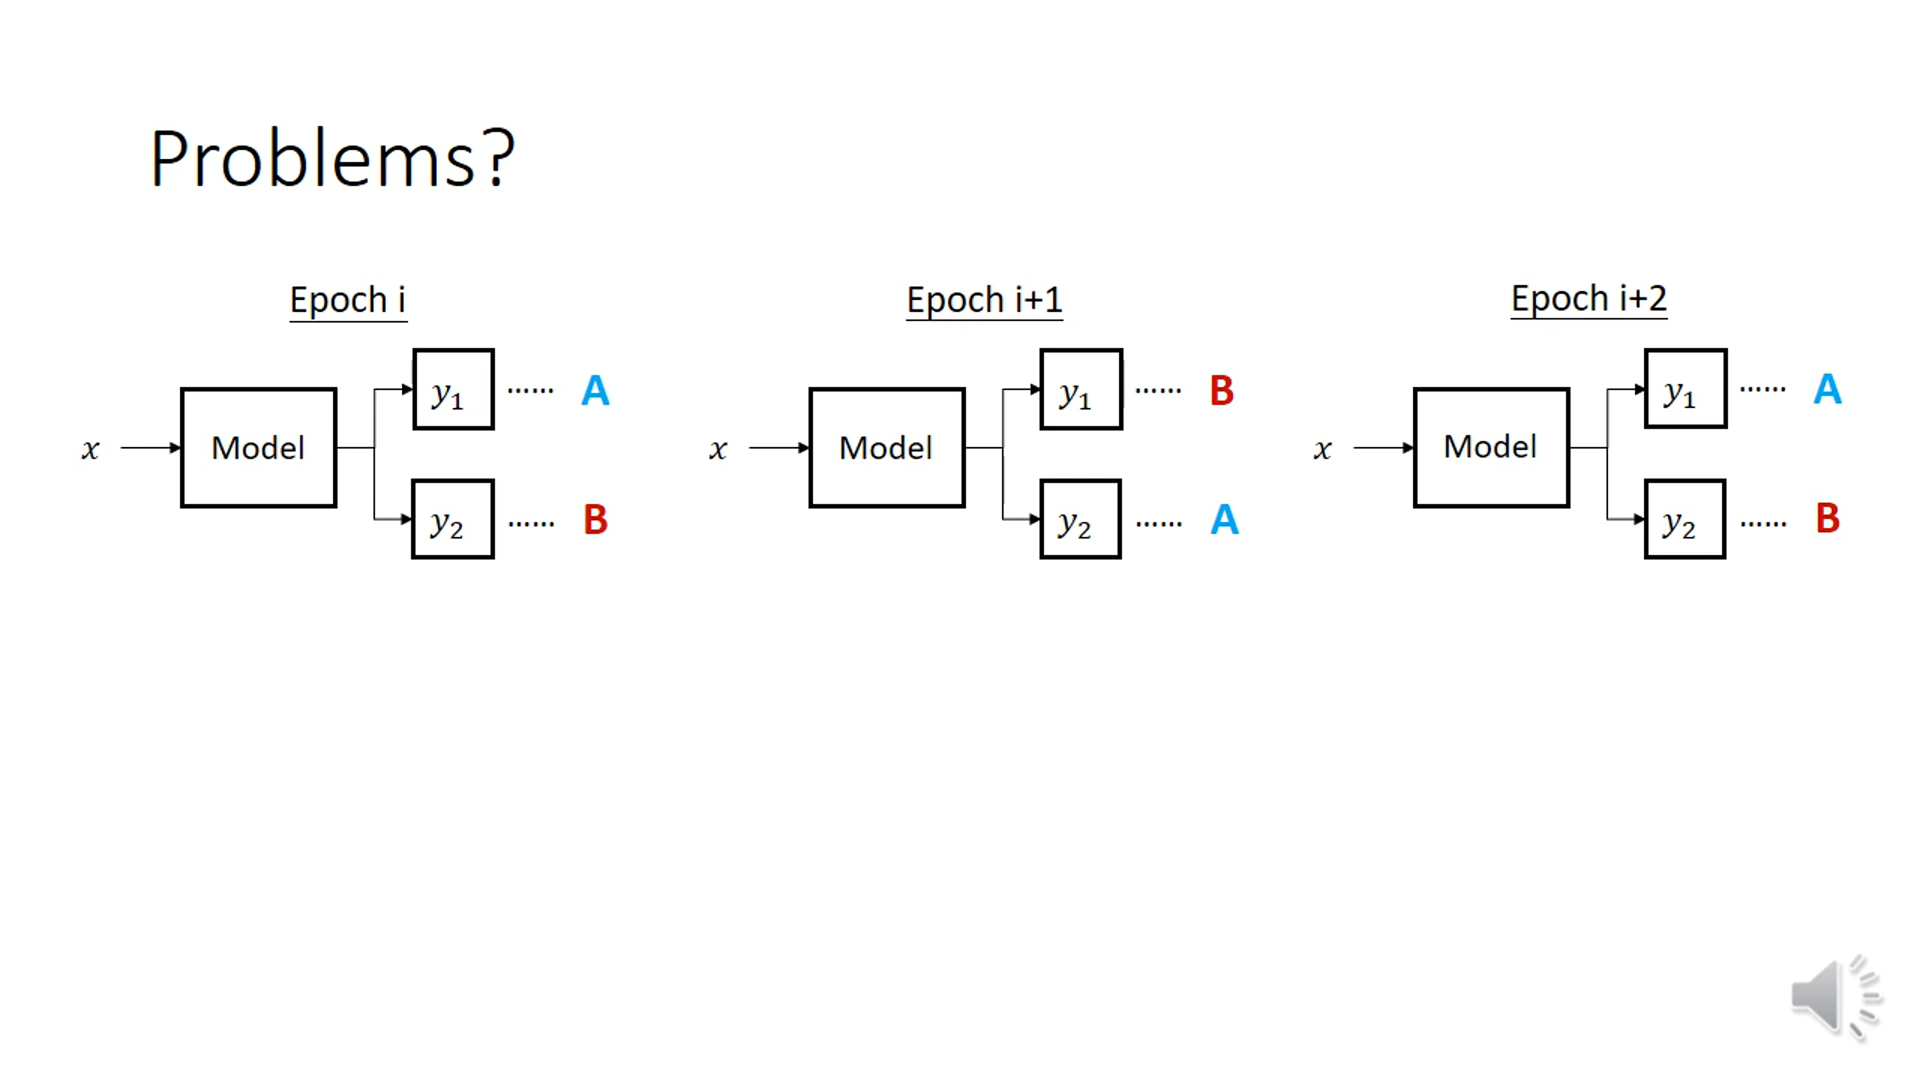 Problems?
Epoch i
x Model y₁ ...... A
y₂ ...... B
Epoch i+1
x Model y₁ ...... B
y₂ ...... A
Epoch i+2
x Model y₁ ...... A
y₂ ...... B